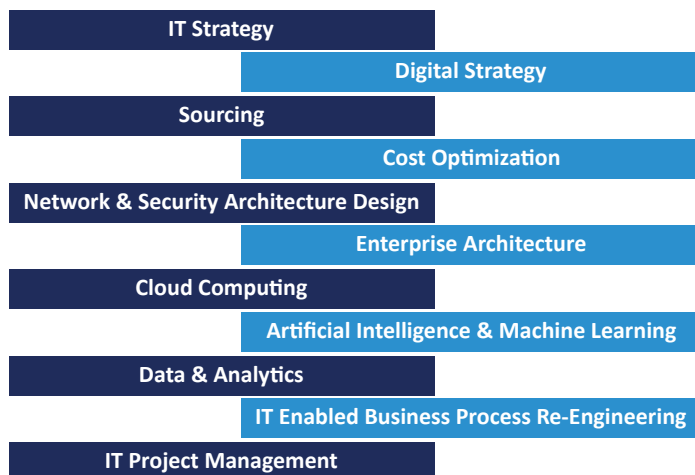 IT Strategy
Digital Strategy
Sourcing
Cost Optimization
Network & Security Architecture Design
Enterprise Architecture
Cloud Computing
Artificial Intelligence & Machine Learning
Data & Analytics
IT Enabled Business Process Re-Engineering
IT Project Management